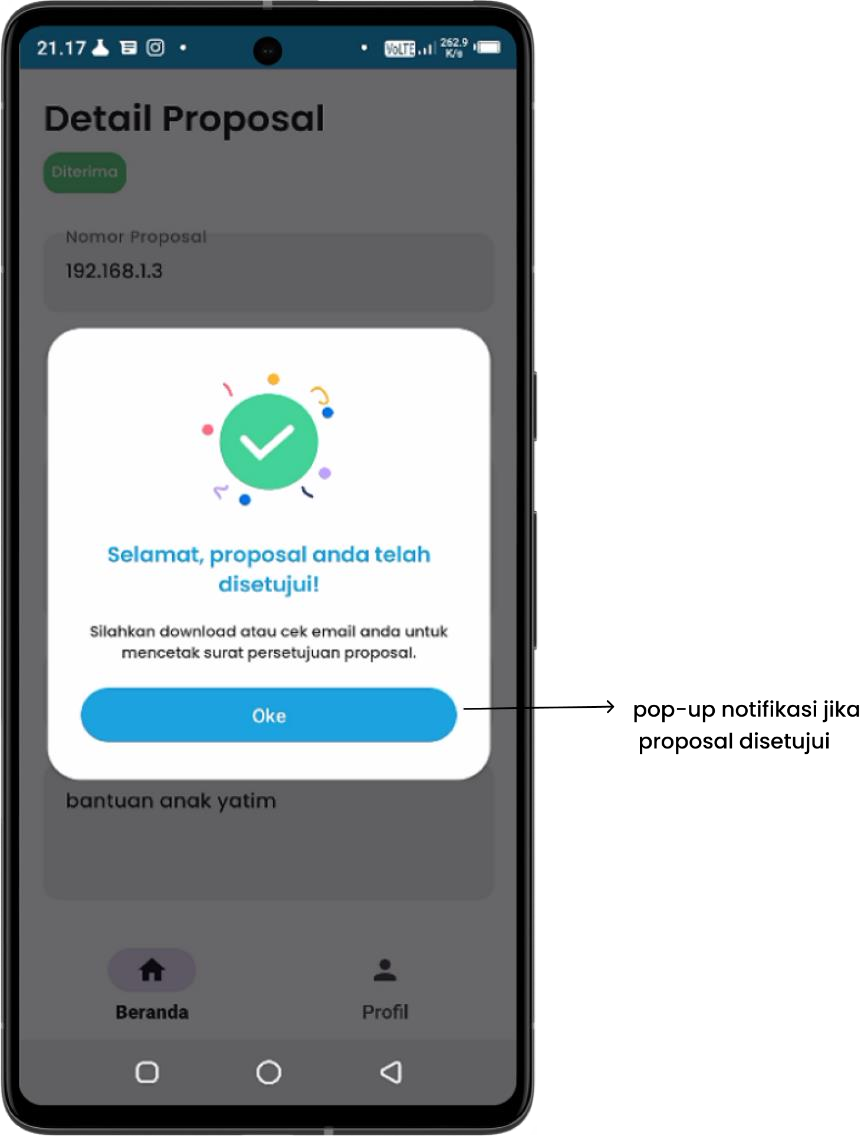 21.17
VoLTE
262.9
K/s
Detail Proposal
Diterima
Nomor Proposal
192.168.1.3
Selamat, proposal anda telah
disetujui!
Silahkan download atau cek email anda untuk
mencetak surat persetujuan proposal.
Oke
pop-up notifikasi jika
proposal disetujui
bantuan anak yatim
Beranda
Profil